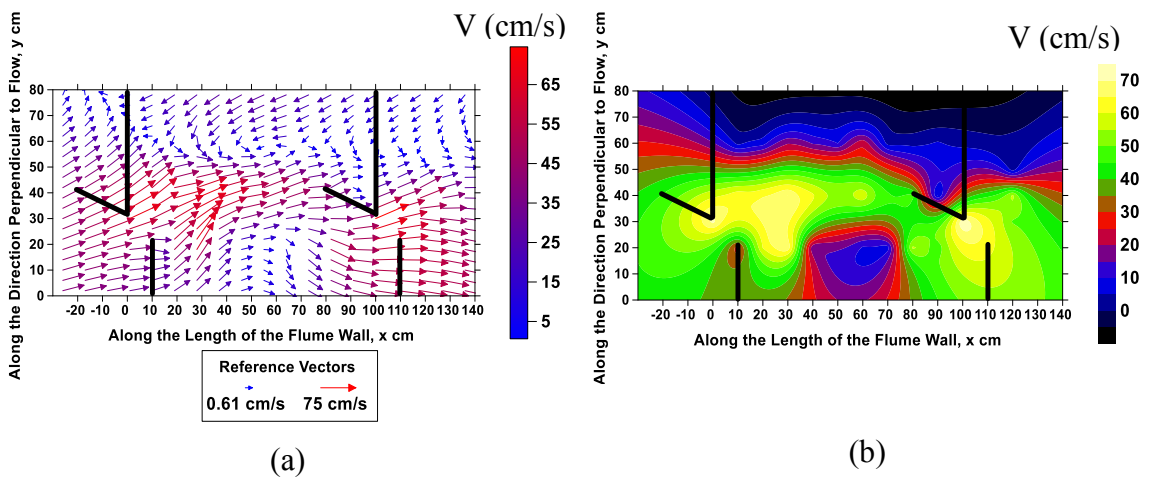 V (cm/s)
Along the Direction Perpendicular to Flow, y cm
80
70
60
50
40
30
20
10
0
-20 -10 0 10 20 30 40 50 60 70 80 90 100 110 120 130 140
Along the Length of the Flume Wall, x cm
65
55
45
35
25
15
5
Reference Vectors
0.61 cm/s 75 cm/s
(a)
V (cm/s)
Along the Direction Perpendicular to Flow, y cm
80
70
60
50
40
30
20
10
0
-20 -10 0 10 20 30 40 50 60 70 80 90 100 110 120 130 140
Along the Length of the Flume Wall, x cm
70
60
50
40
30
20
10
0
(b)